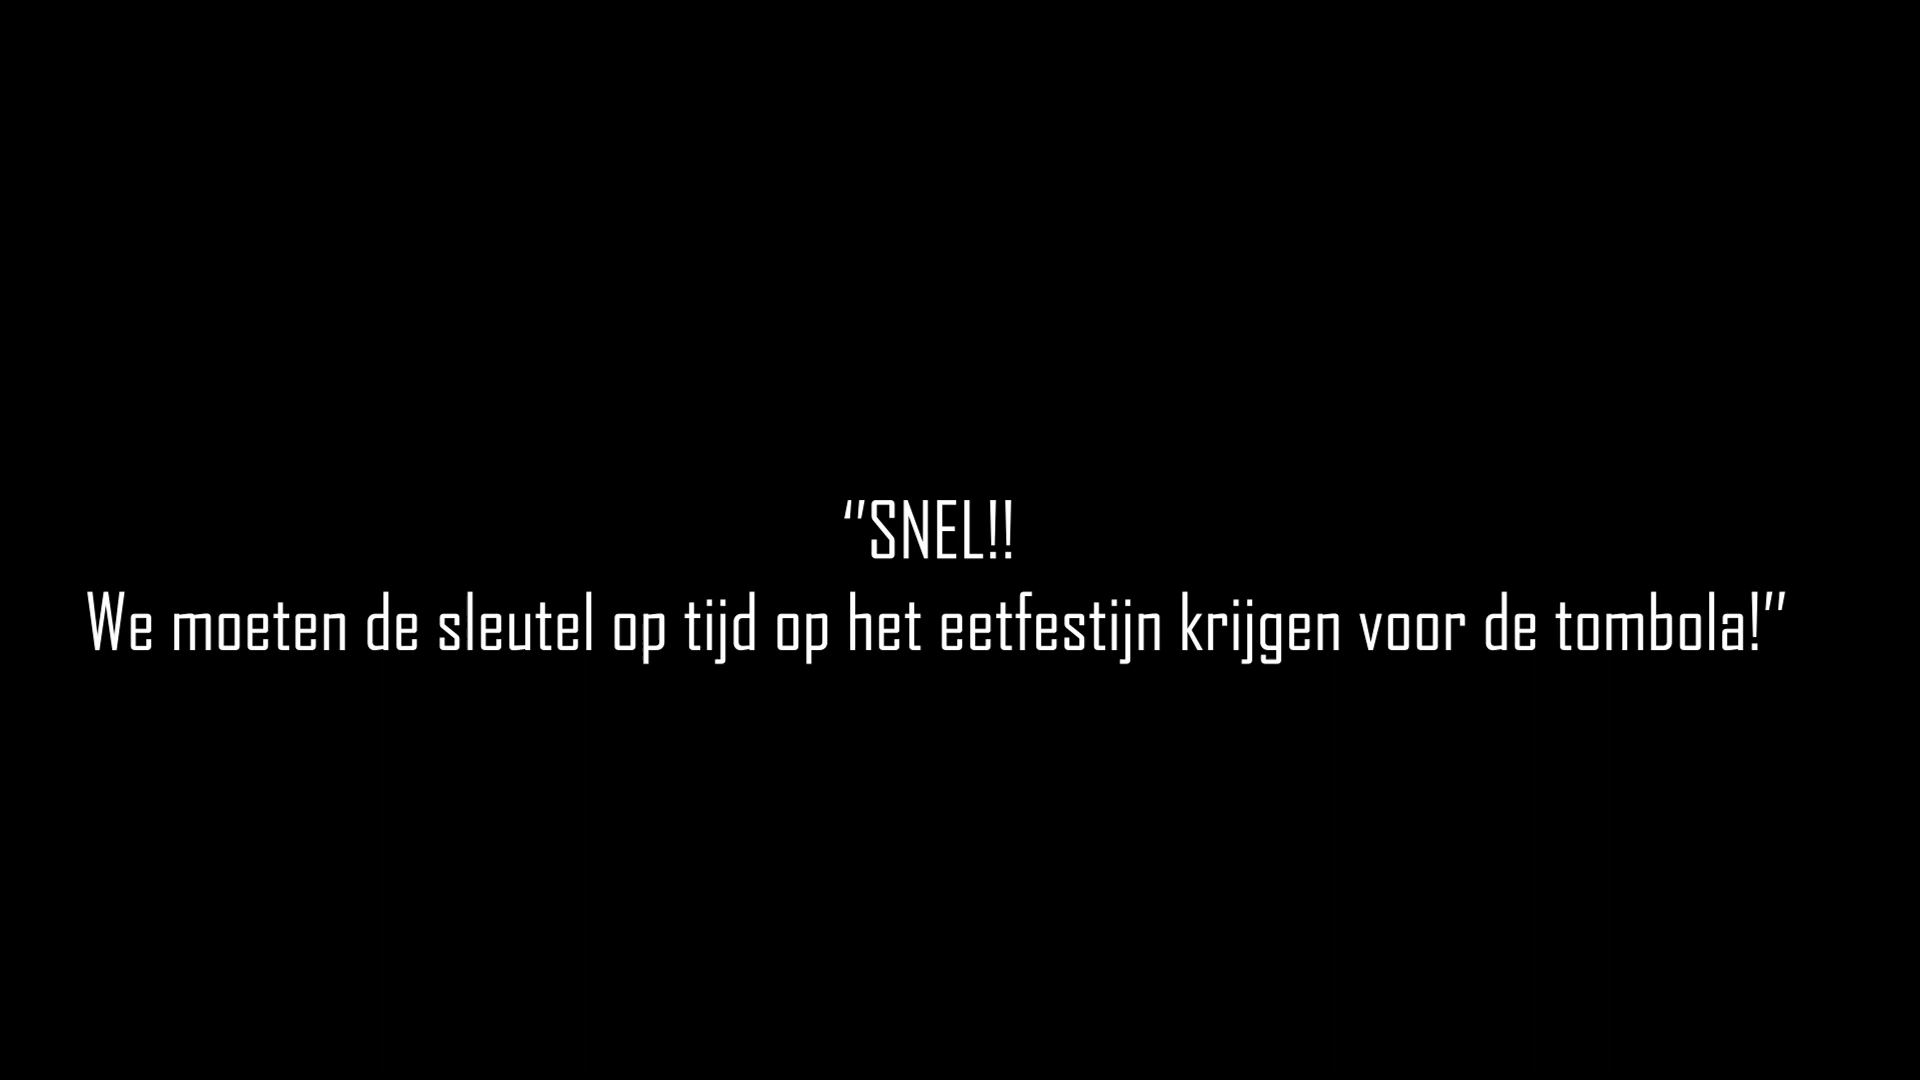 “SNEL!!
We moeten de sleutel op tijd op het eetfestijn krijgen voor de tombola!”